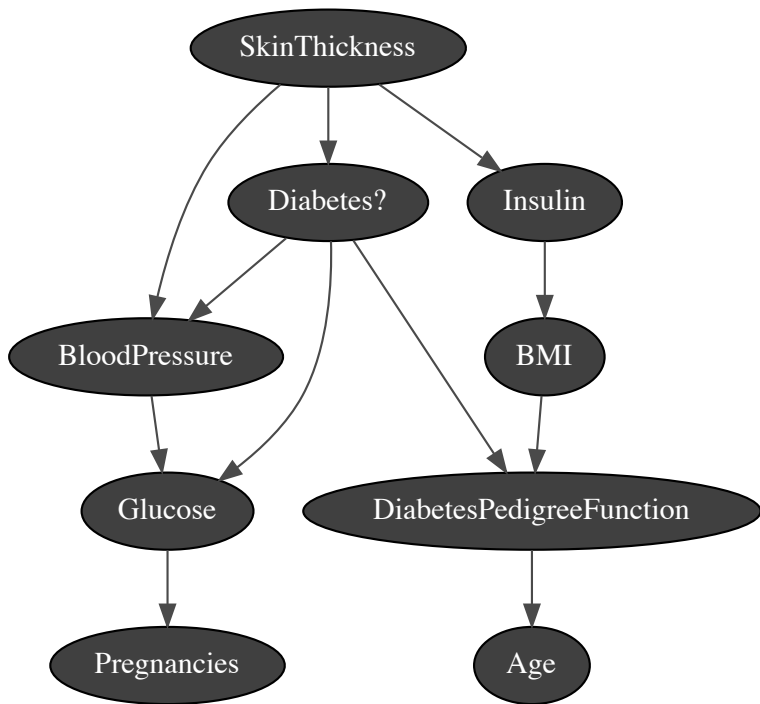 SkinThickness
Diabetes?
Insulin
BloodPressure
BMI
Glucose
DiabetesPedigreeFunction
Pregnancies
Age